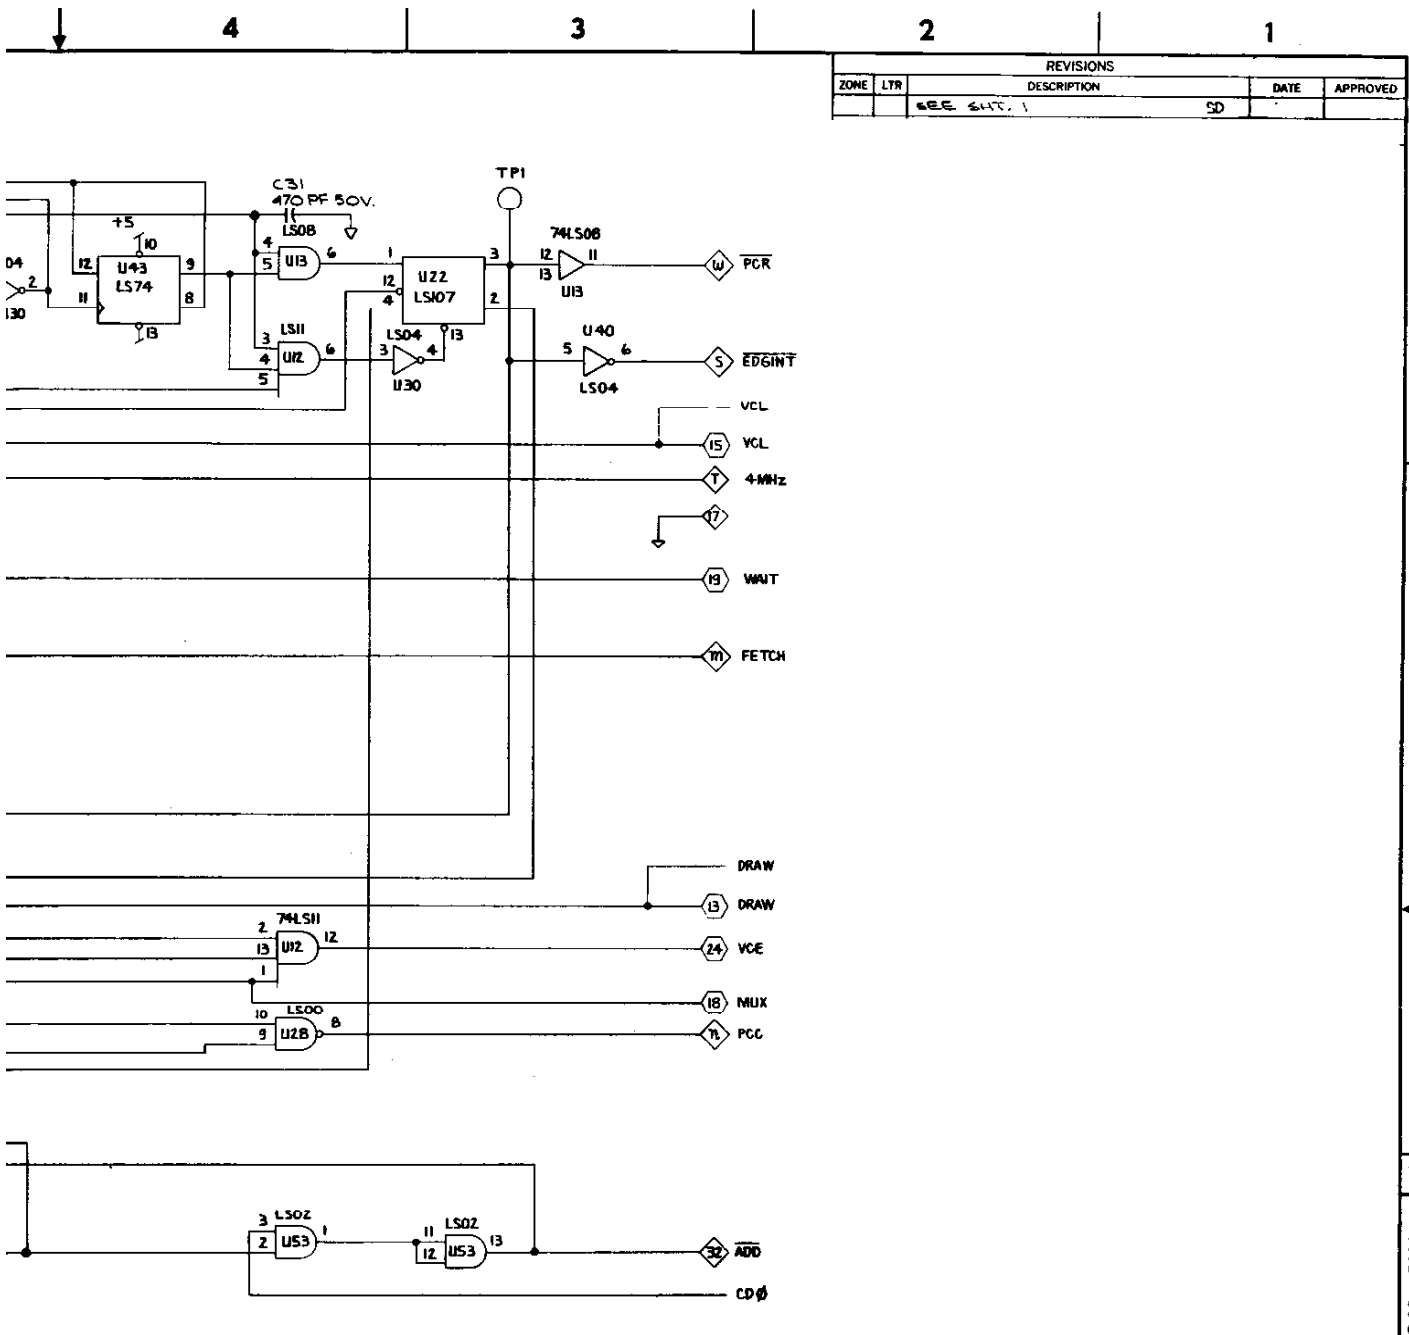 4 3 2 1
REVISIONS
ZONE LTR DESCRIPTION DATE APPROVED
SEE SHT. 1 SD
TP1
C31
470 PF 50V.
+5 LS08 74LS08
10 4 6 1 3 12 11
04 12 U43 9 5 U13 U22 13 W PCR
2 LS74 12 LS107 U13
11 8 4 2
U30 13 LS11 LS04 13 U40
3 6 3 4 5 6 S EDGINT
4 U12
5 U30 LS04
VCL
15 VCL
T 4MHz
17
19 WAIT
m FETCH
DRAW
13 DRAW
74LS11
2 12
13 U12 24 VCE
1
18 MUX
LS00
10 8
9 U28 n PCC
LS02 LS02
3 1 11 13
2 U53 12 U53 32 ADD
CDØ